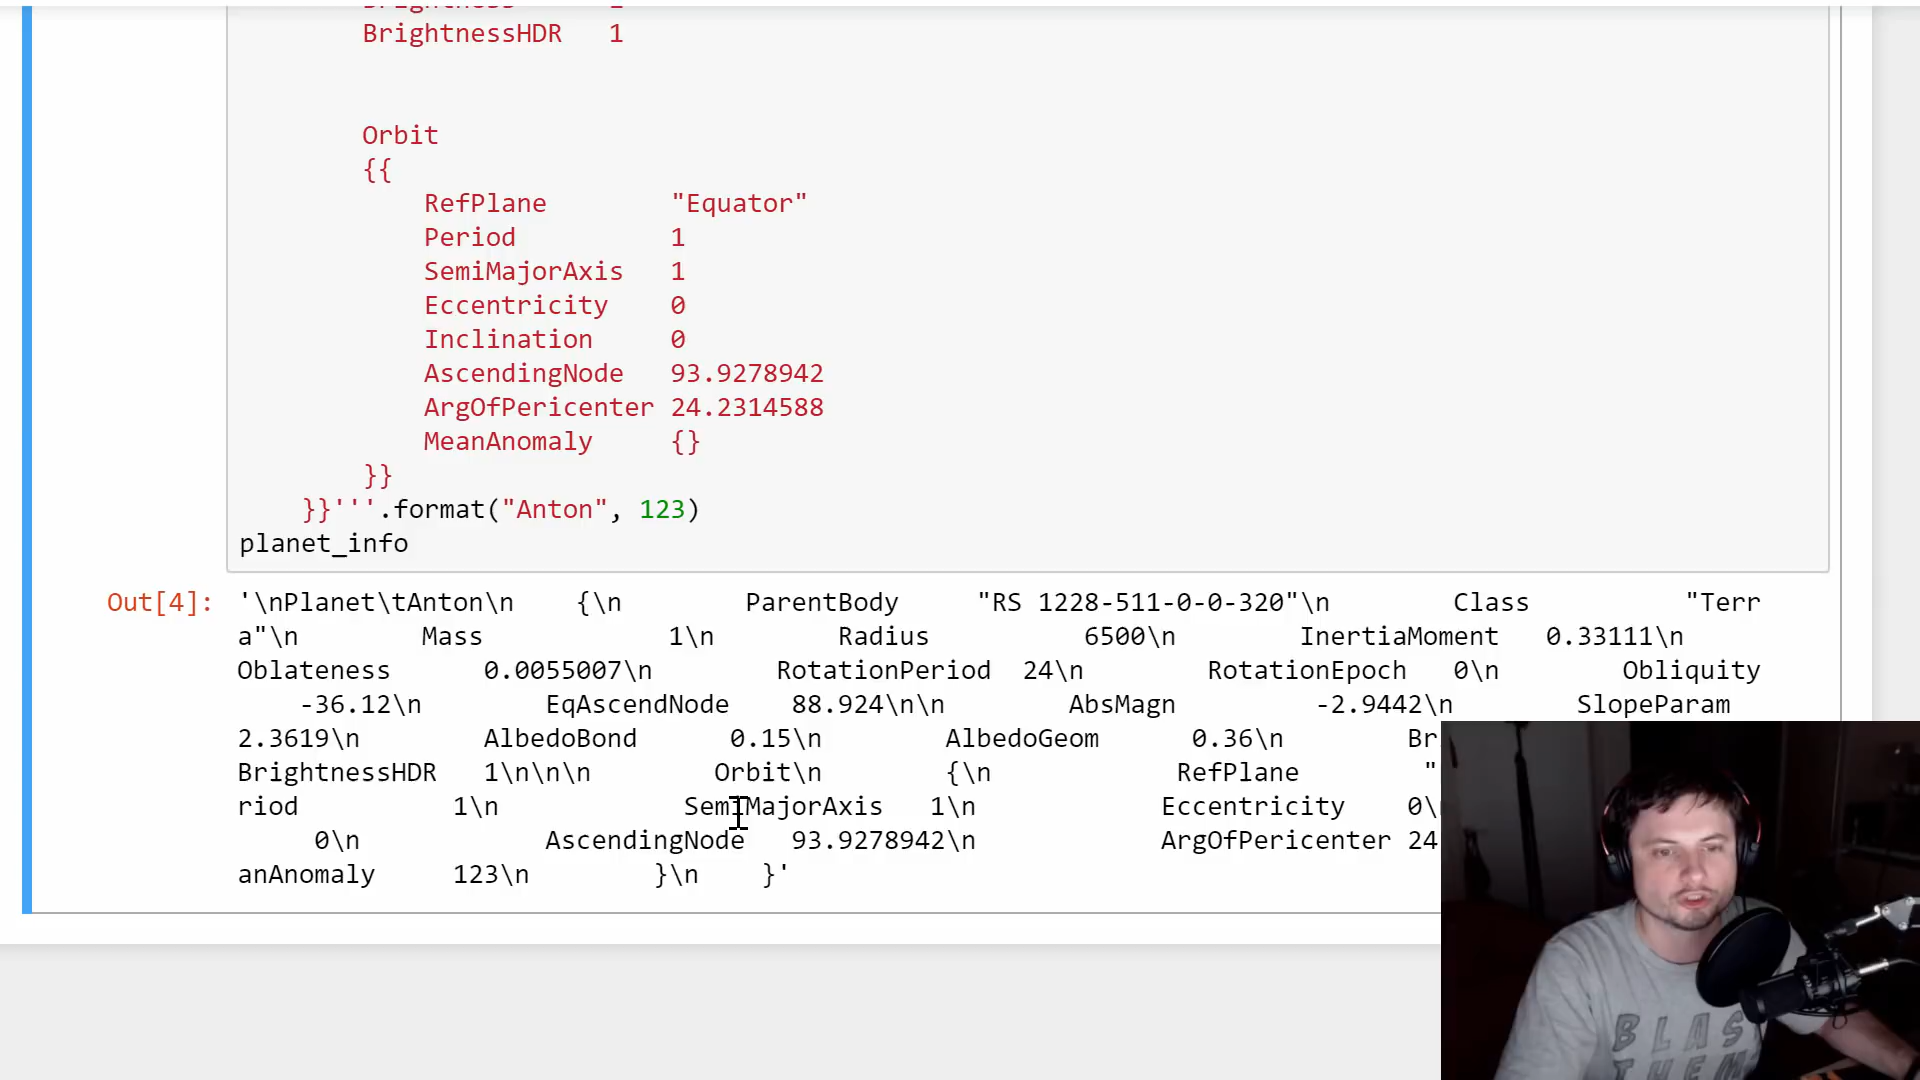 BrightnessHDR   1
Orbit
{{
RefPlane        "Equator"
Period          1
SemiMajorAxis   1
Eccentricity    0
Inclination     0
AscendingNode   93.9278942
ArgOfPericenter 24.2314588
MeanAnomaly     {}
}}
}}'''.format("Anton", 123)
planet_info
Out[4]: '\nPlanet\tAnton\n    {\n        ParentBody     "RS 1228-511-0-0-320"\n        Class          "Terr
a"\n        Mass            1\n        Radius          6500\n        InertiaMoment   0.33111\n
Oblateness      0.0055007\n        RotationPeriod  24\n        RotationEpoch   0\n        Obliquity
-36.12\n        EqAscendNode    88.924\n\n        AbsMagn         -2.9442\n        SlopeParam
2.3619\n        AlbedoBond      0.15\n        AlbedoGeom      0.36\n        Br
BrightnessHDR   1\n\n\n        Orbit\n        {\n            RefPlane        "
riod          1\n            SemiMajorAxis   1\n            Eccentricity    0\
0\n            AscendingNode   93.9278942\n            ArgOfPericenter 24
anAnomaly     123\n        }\n    }'
BLAS
THEM